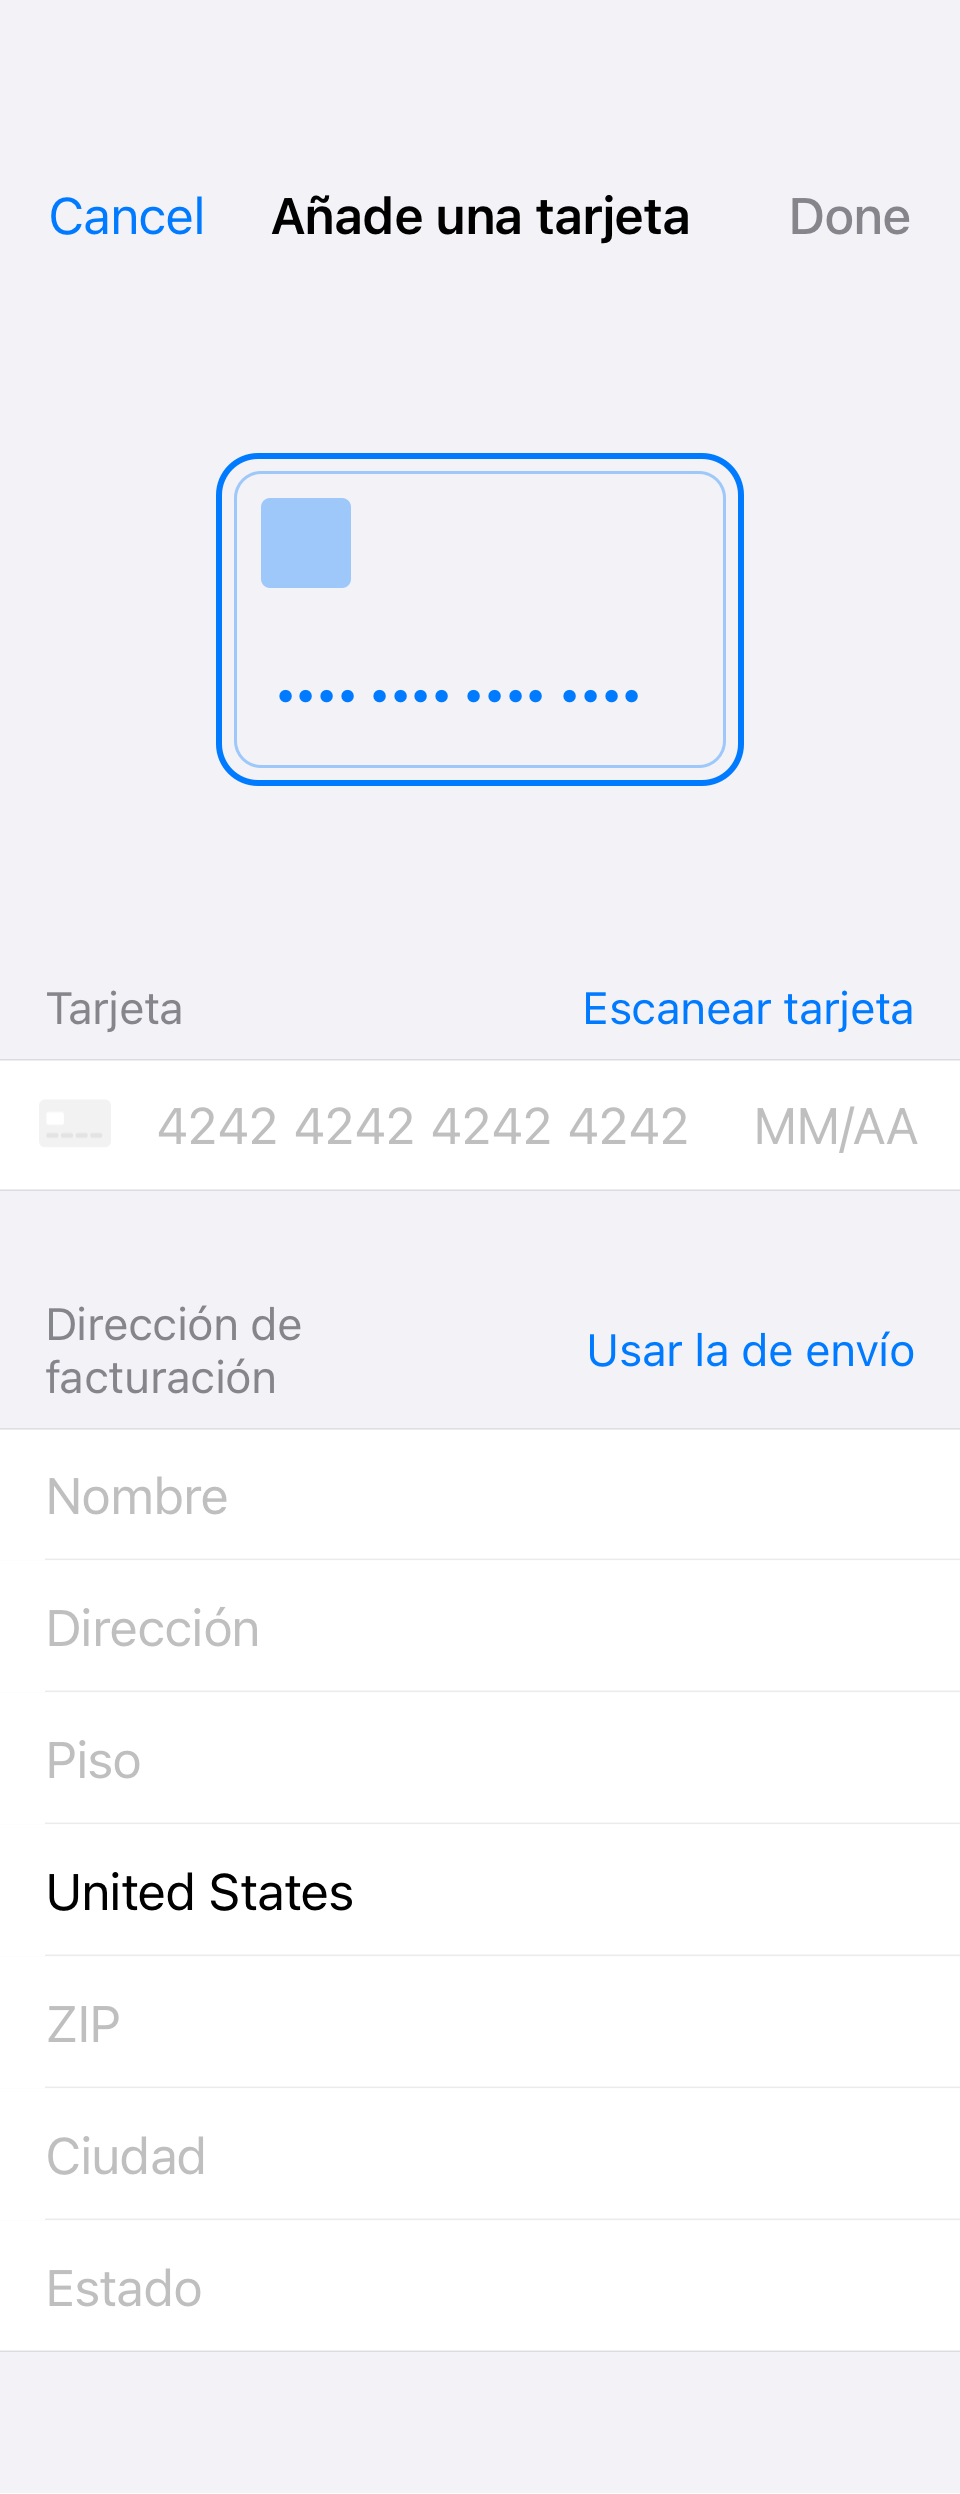 Cancel Añade una tarjeta Done
•••• •••• •••• ••••
Tarjeta Escanear tarjeta
4242 4242 4242 4242 MM/AA
Dirección de
facturación
Usar la de envío
Nombre
Dirección
Piso
United States
ZIP
Ciudad
Estado